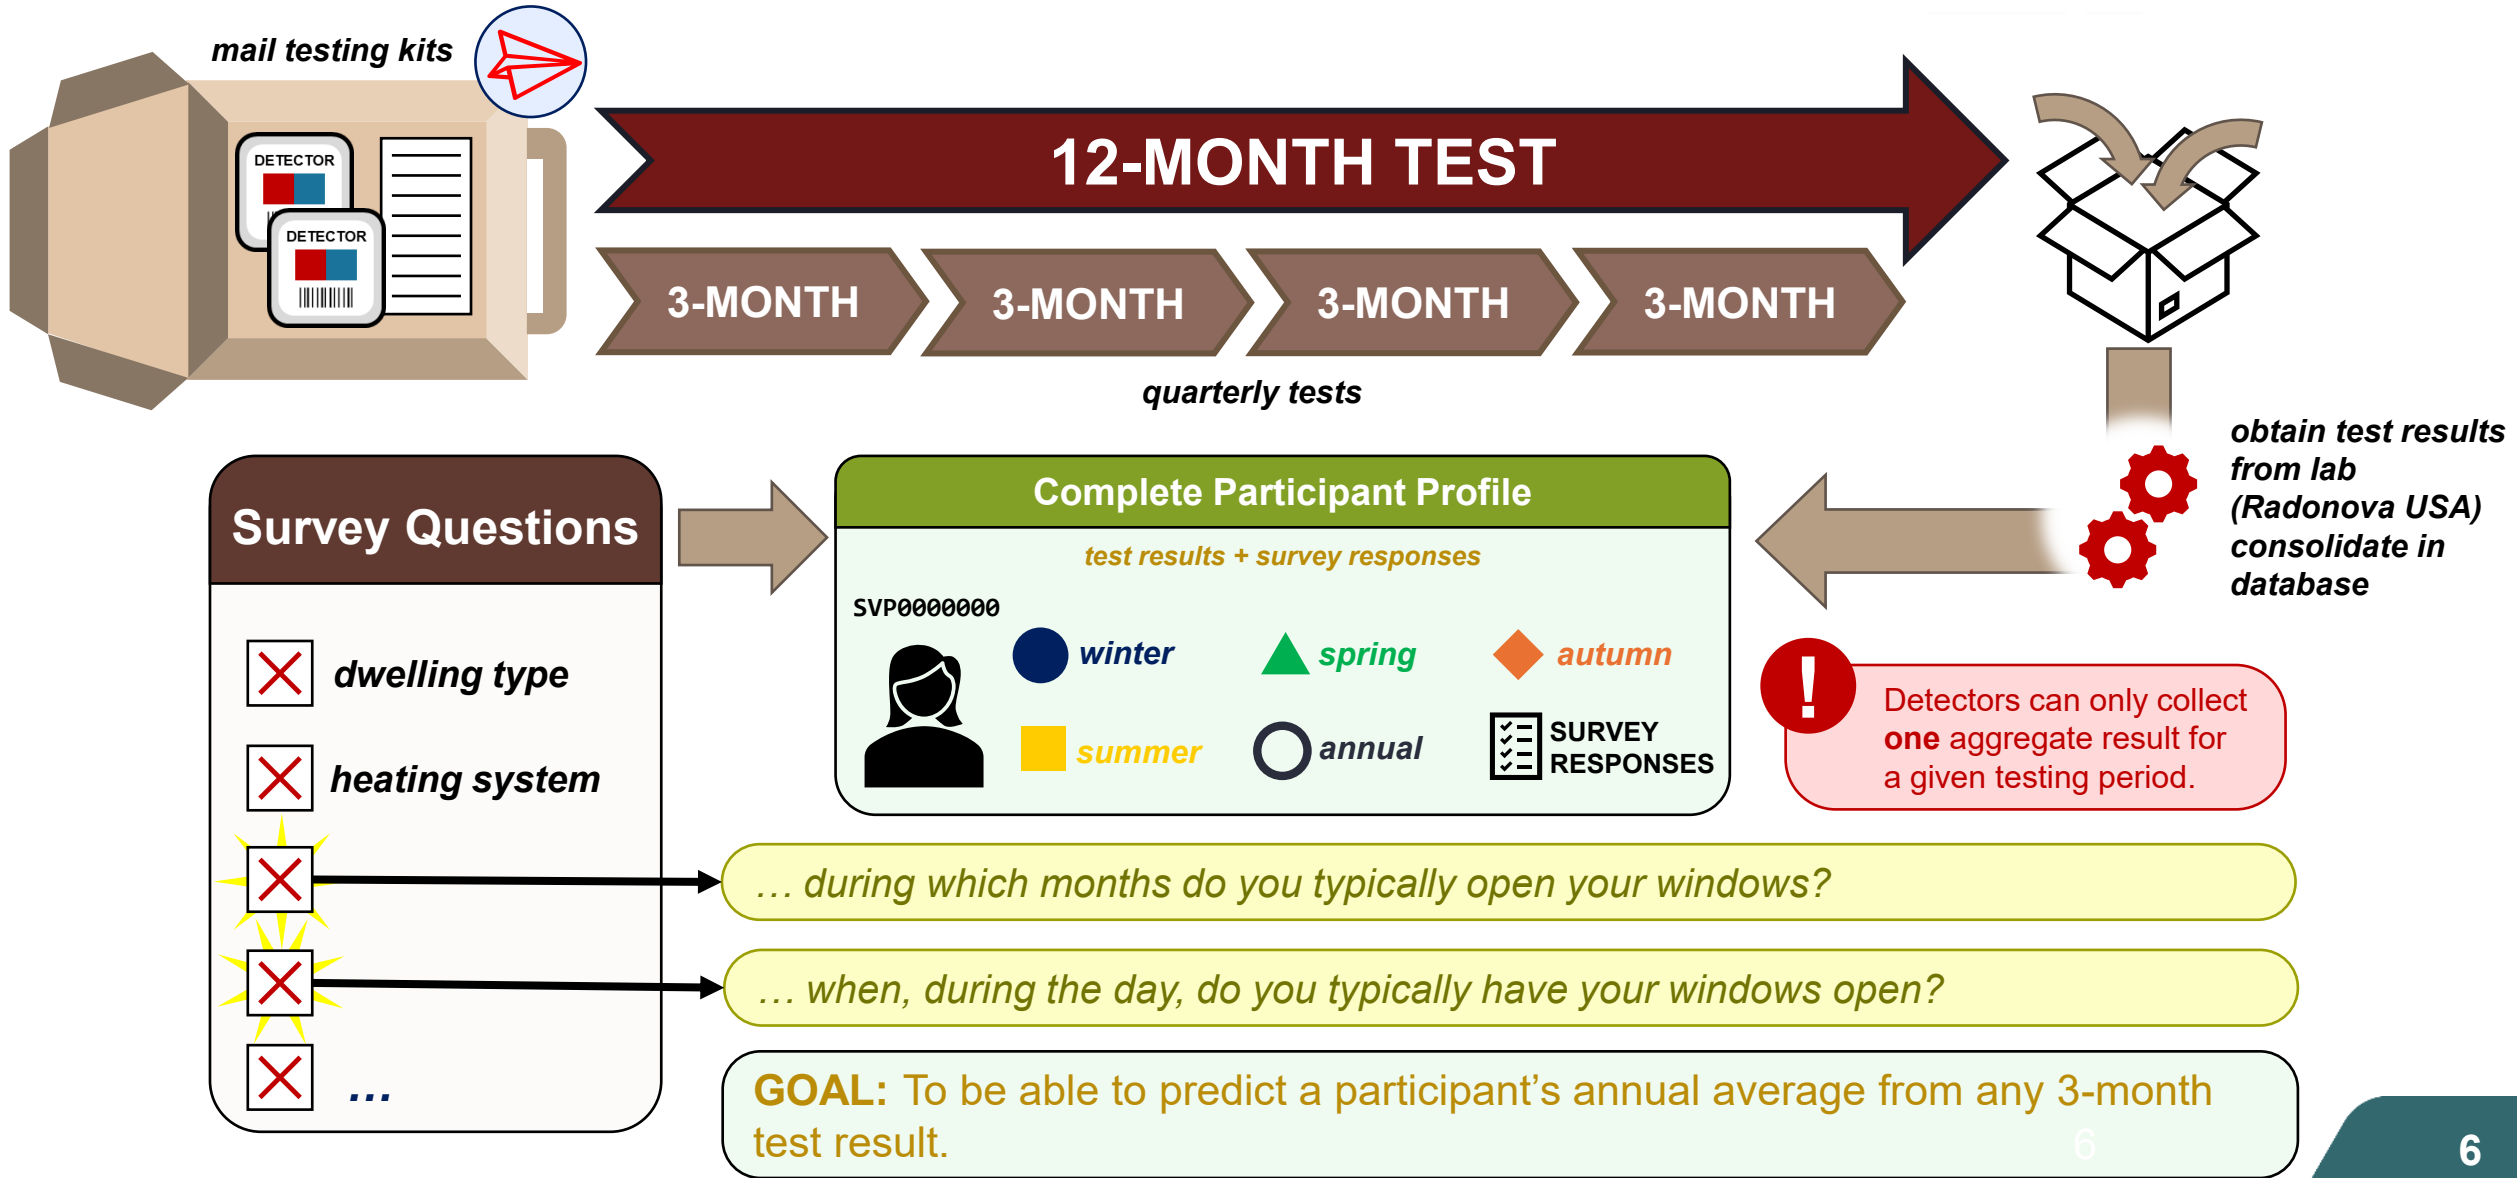 mail testing kits
DETECTOR
DETECTOR
12-MONTH TEST
3-MONTH
3-MONTH
3-MONTH
3-MONTH
quarterly tests
obtain test results
from lab
(Radonova USA)
consolidate in
database
Survey Questions
dwelling type
heating system
...
Complete Participant Profile
test results + survey responses
SVP0000000
winter
spring
autumn
summer
annual
SURVEY
RESPONSES
!
Detectors can only collect
one aggregate result for
a given testing period.
... during which months do you typically open your windows?
... when, during the day, do you typically have your windows open?
GOAL: To be able to predict a participant’s annual average from any 3-month
test result.
6
6